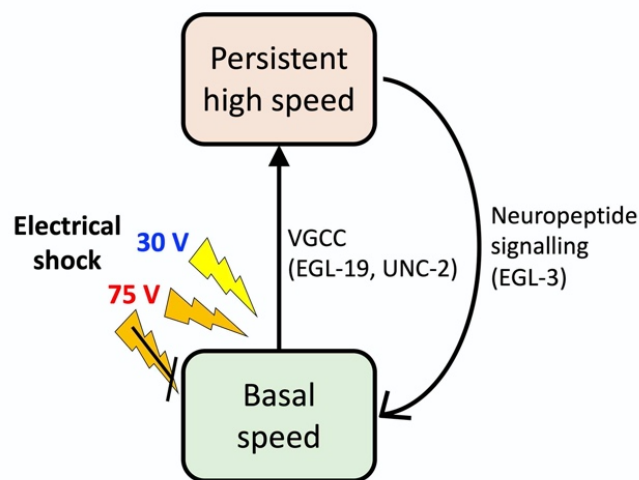 Persistent
high speed
Electrical
shock
30 V
75 V
VGCC
(EGL-19, UNC-2)
Neuropeptide
signalling
(EGL-3)
Basal
speed